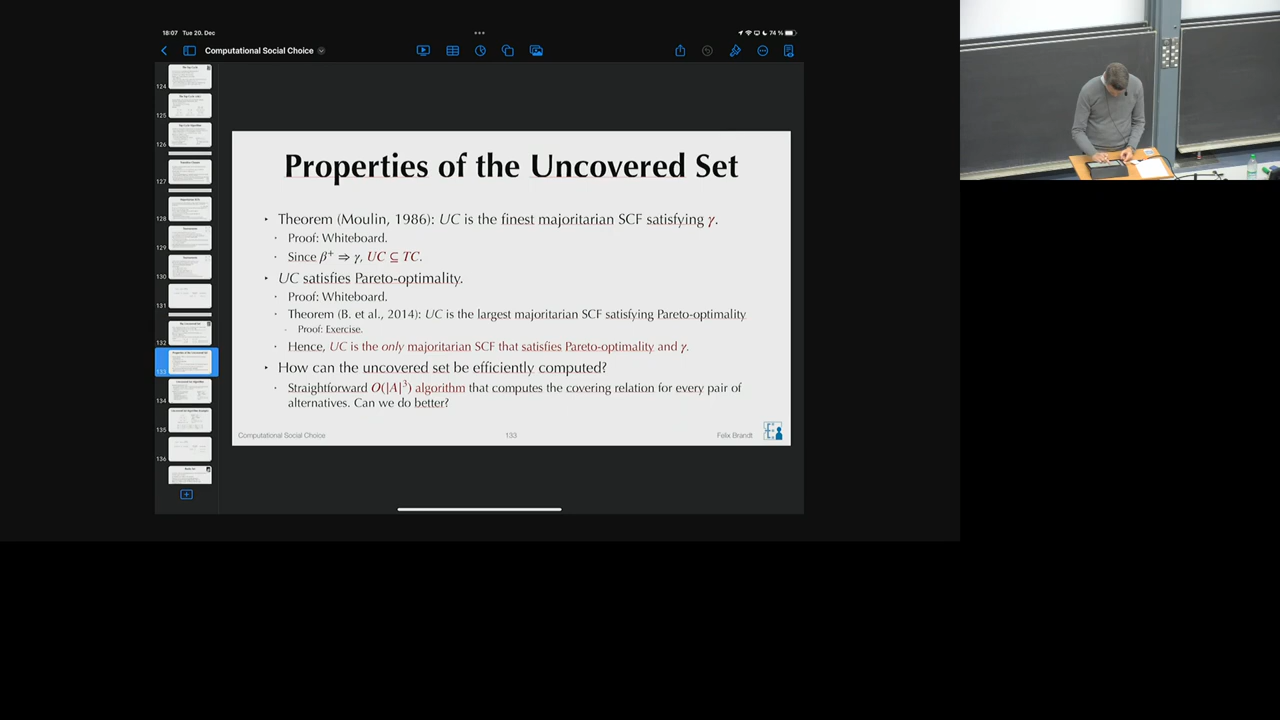 18:07 Tue 20. Dec
74 %
Computational Social Choice
Properties of the Uncovered Set
‣ Theorem (Moulin, 1986): UC is the finest majoritarian SCF satisfying γ.
• Proof: Whiteboard.
• Since β⁺
UC ⊆ TC.
‣ UC satisfies Pareto-optimality.
• Proof: Whiteboard.
• Theorem (B. et al., 2014): UC is the largest majoritarian SCF satisfying Pareto-optimality
Proof: Exercise
Hence, UC is the only majoritarian SCF that satisfies Pareto-optimality and γ.
‣ How can the uncovered set be efficiently computed?
• Straightforward O(|A|³) algorithm that computes the covering relation for every pair of
alternatives. Can we do better?
Computational Social Choice
133
Felix Brandt
124
125
126
127
128
129
130
131
132
133
134
135
136